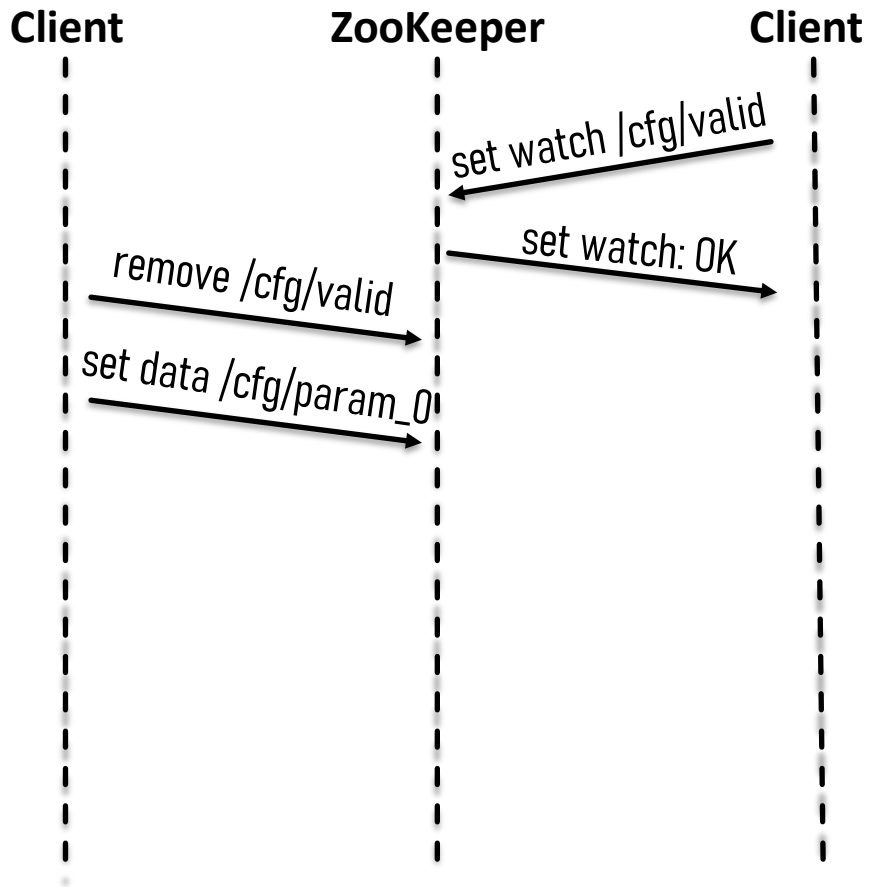 Client
ZooKeeper
Client
set watch /cfg/valid
set watch: OK
remove /cfg/valid
set data /cfg/param_0